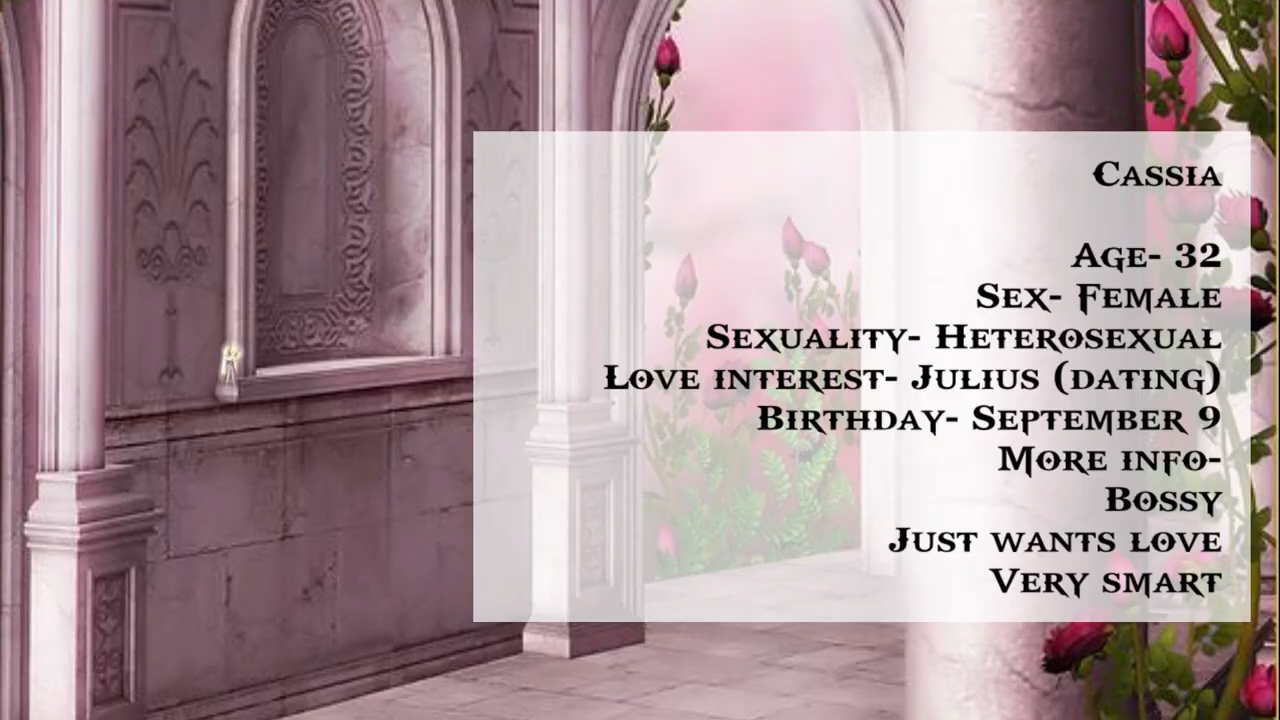 Cassia
Age- 32
Sex- Female
Sexuality- Heterosexual
Love interest- Julius (dating)
Birthday- September 9
More info-
Bossy
Just wants love
Very smart